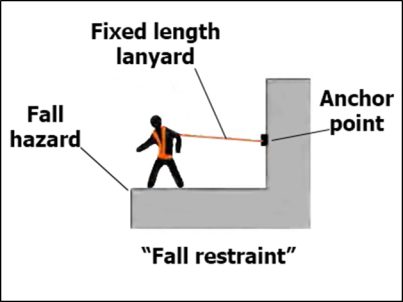 Fixed length
lanyard
Anchor
point
Fall
hazard
“Fall restraint”